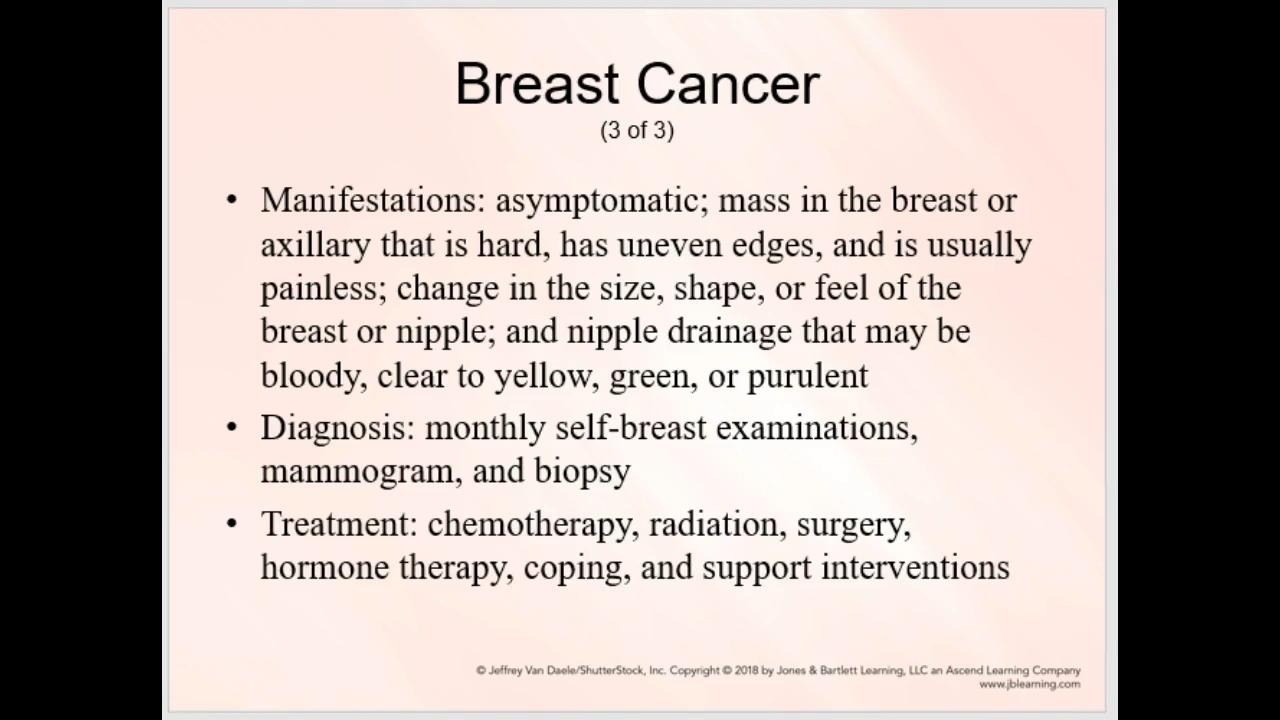 Breast Cancer
(3 of 3)
• Manifestations: asymptomatic; mass in the breast or
axillary that is hard, has uneven edges, and is usually
painless; change in the size, shape, or feel of the
breast or nipple; and nipple drainage that may be
bloody, clear to yellow, green, or purulent
• Diagnosis: monthly self-breast examinations,
mammogram, and biopsy
• Treatment: chemotherapy, radiation, surgery,
hormone therapy, coping, and support interventions
© Jeffrey Van Daele/ShutterStock, Inc. Copyright © 2018 by Jones & Bartlett Learning, LLC an Ascend Learning Company
www.jblearning.com